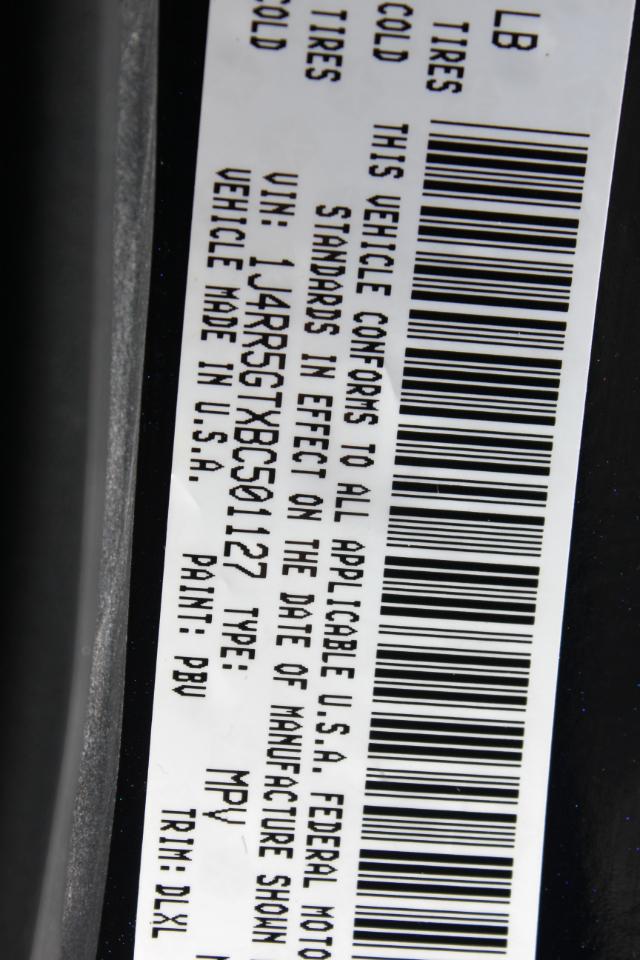 LB
TIRES COLD
TIRES COLD
THIS VEHICLE CONFORMS TO ALL APPLICABLE U.S.A. FEDERAL MOTO
STANDARDS IN EFFECT ON THE DATE OF MANUFACTURE SHOWN
VIN: 1J4RR5GTXBC501127 TYPE: MPV
VEHICLE MADE IN U.S.A. PAINT: PBV TRIM: DLXL